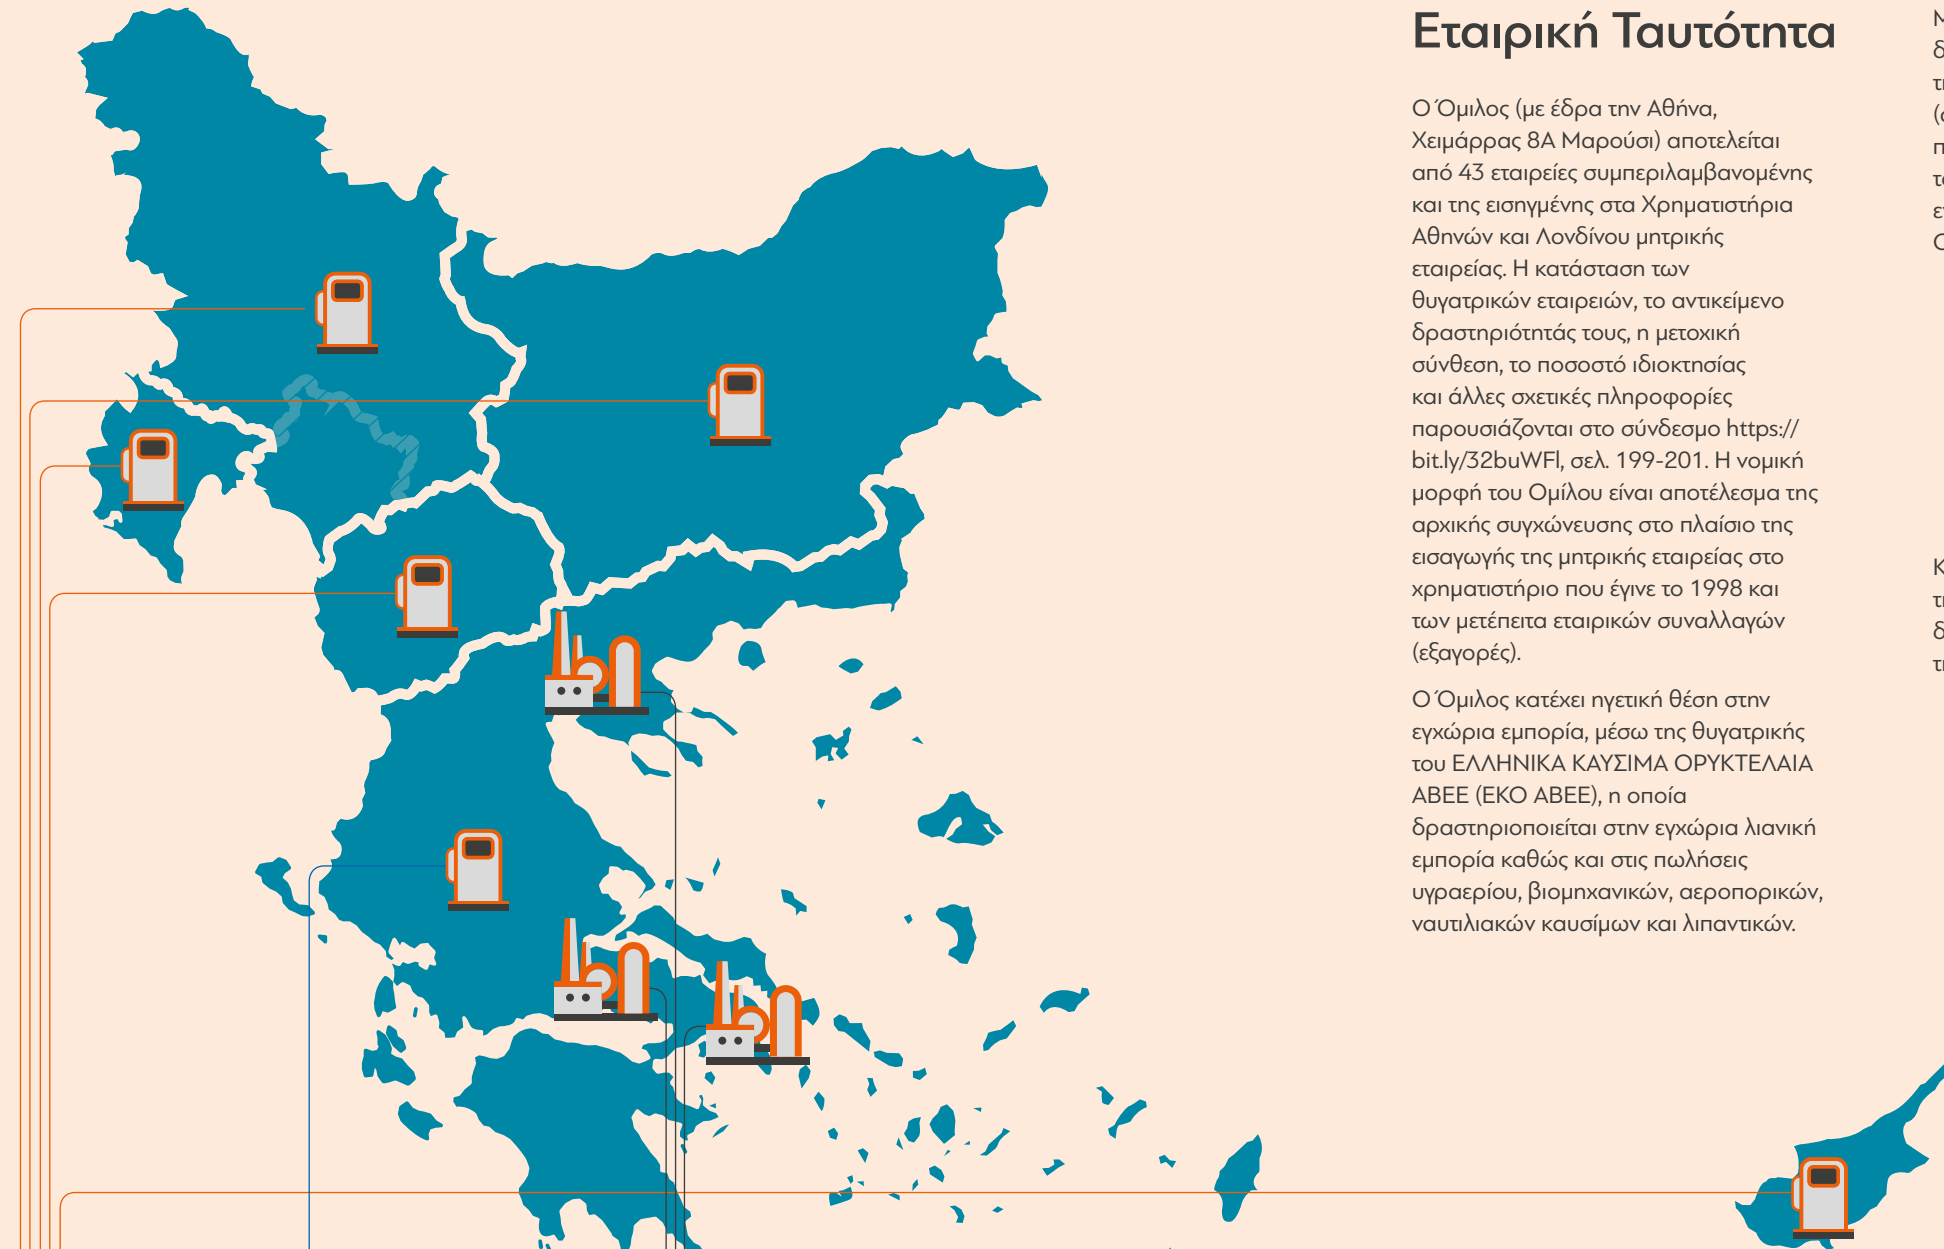 Εταιρική Ταυτότητα
Ο Όμιλος (με έδρα την Αθήνα,
Χειμάρρας 8Α Μαρούσι) αποτελείται
από 43 εταιρείες συμπεριλαμβανομένης
και της εισηγμένης στα Χρηματιστήρια
Αθηνών και Λονδίνου μητρικής
εταιρείας. Η κατάσταση των
θυγατρικών εταιρειών, το αντικείμενο
δραστηριότητάς τους, η μετοχική
σύνθεση, το ποσοστό ιδιοκτησίας
και άλλες σχετικές πληροφορίες
παρουσιάζονται στο σύνδεσμο https://
bit.ly/32buWFl, σελ. 199-201. Η νομική
μορφή του Ομίλου είναι αποτέλεσμα της
αρχικής συγχώνευσης στο πλαίσιο της
εισαγωγής της μητρικής εταιρείας στο
χρηματιστήριο που έγινε το 1998 και
των μετέπειτα εταιρικών συναλλαγών
(εξαγορές).
Ο Όμιλος κατέχει ηγετική θέση στην
εγχώρια εμπορία, μέσω της θυγατρικής
του ΕΛΛΗΝΙΚΑ ΚΑΥΣΙΜΑ ΟΡΥΚΤΕΛΑΙΑ
ΑΒΕΕ (ΕΚΟ ΑΒΕΕ), η οποία
δραστηριοποιείται στην εγχώρια λιανική
εμπορία καθώς και στις πωλήσεις
υγραερίου, βιομηχανικών, αεροπορικών,
ναυτιλιακών καυσίμων και λιπαντικών.